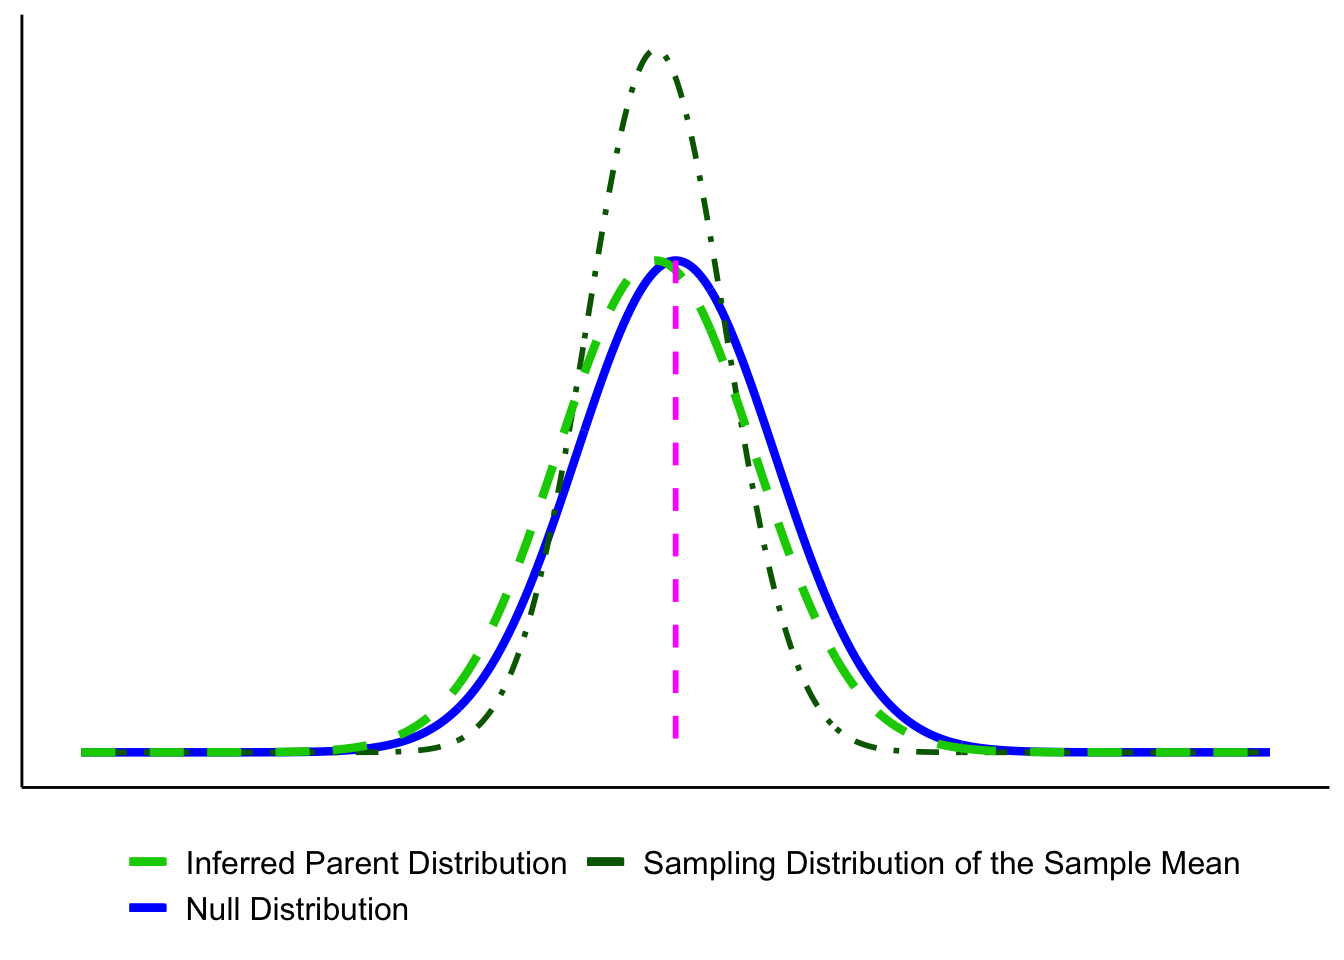 Inferred Parent Distribution
Sampling Distribution of the Sample Mean
Null Distribution